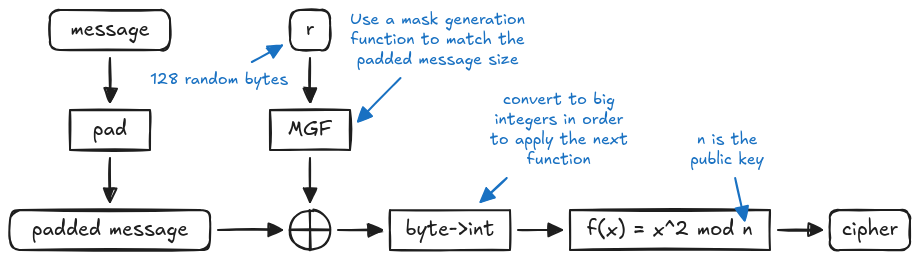 message
r
Use a mask generation
function to match the
padded message size
128 random bytes
pad
MGF
convert to big
integers in order
to apply the next
function
n is the
public key
padded message
byte->int
f(x) = x^2 mod n
cipher